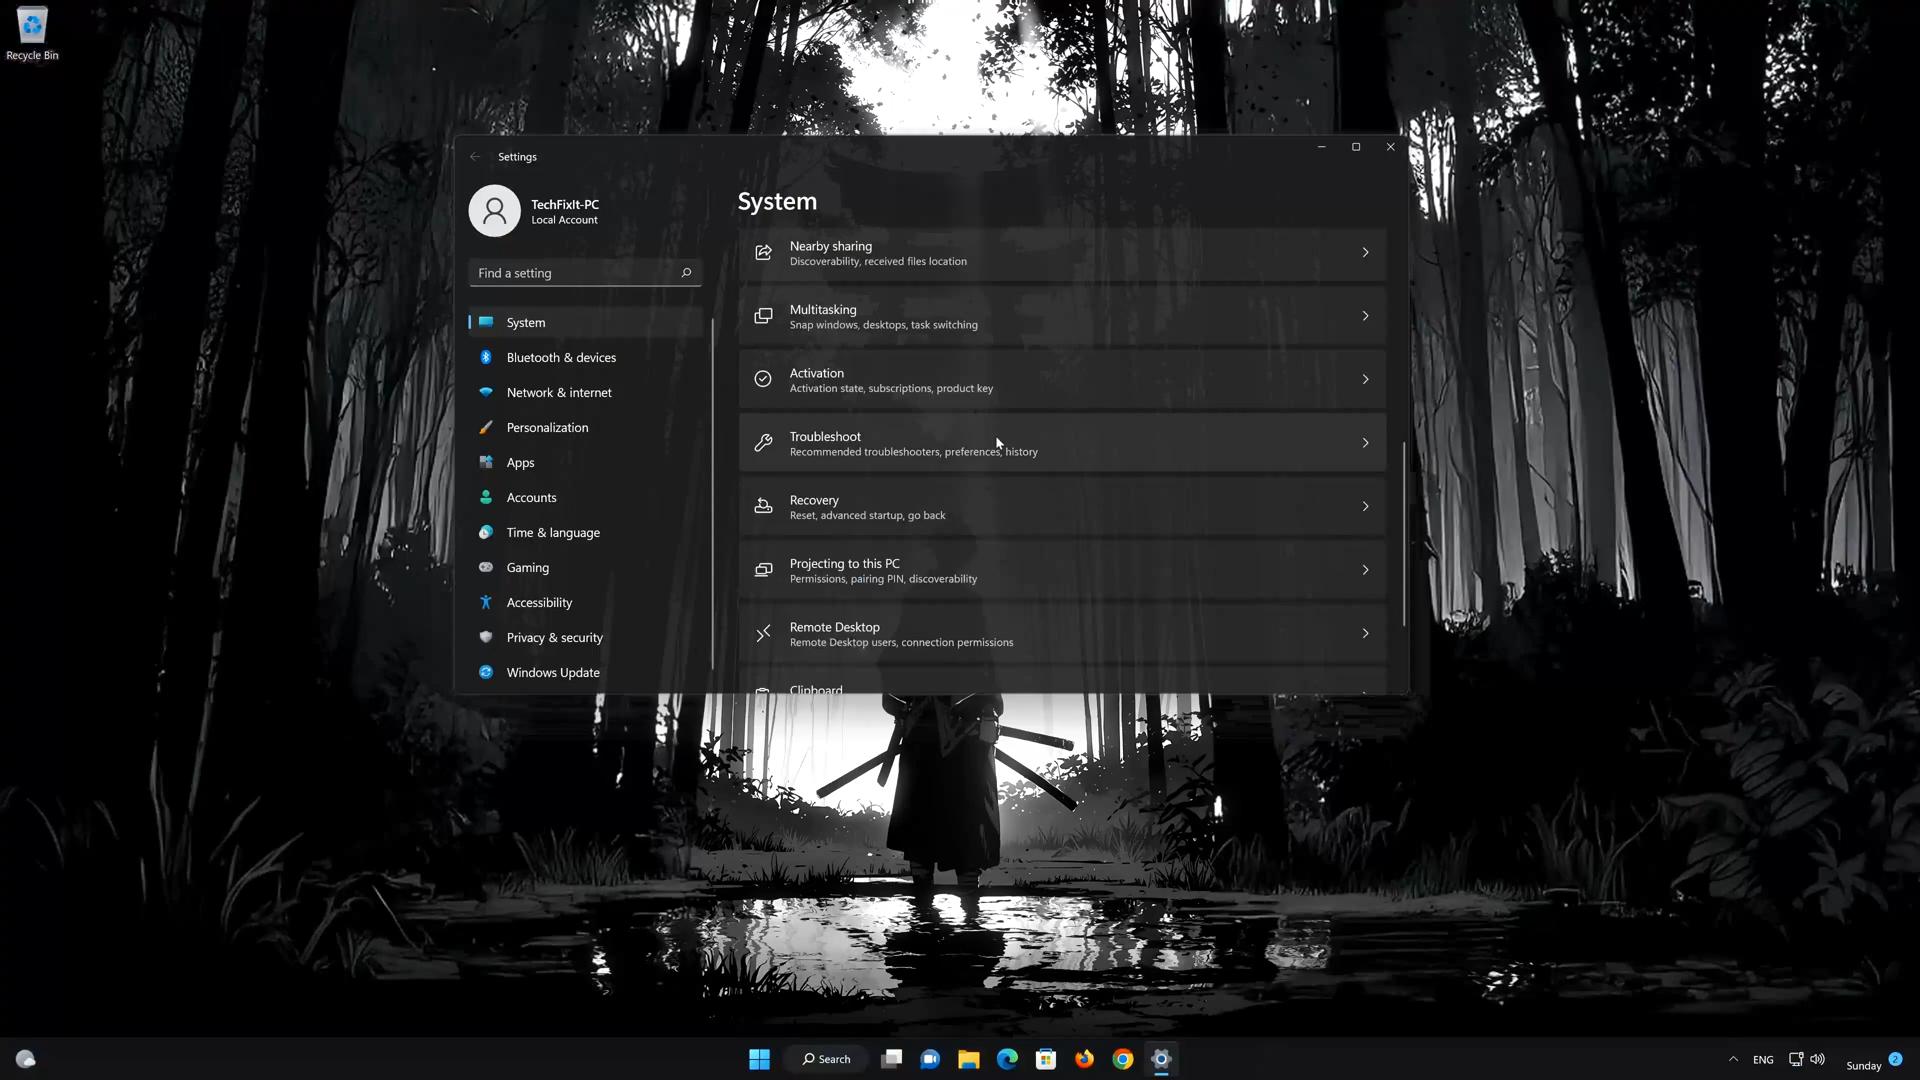 Recycle Bin
Settings
TechFixIt-PC
Local Account
Find a setting
System
Bluetooth & devices
Network & internet
Personalization
Apps
Accounts
Time & language
Gaming
Accessibility
Privacy & security
Windows Update
System
Nearby sharing
Discoverability, received files location
Multitasking
Snap windows, desktops, task switching
Activation
Activation state, subscriptions, product key
Troubleshoot
Recommended troubleshooters, preferences, history
Recovery
Reset, advanced startup, go back
Projecting to this PC
Permissions, pairing PIN, discoverability
Remote Desktop
Remote Desktop users, connection permissions
Clipboard
Search
ENG
Sunday
2